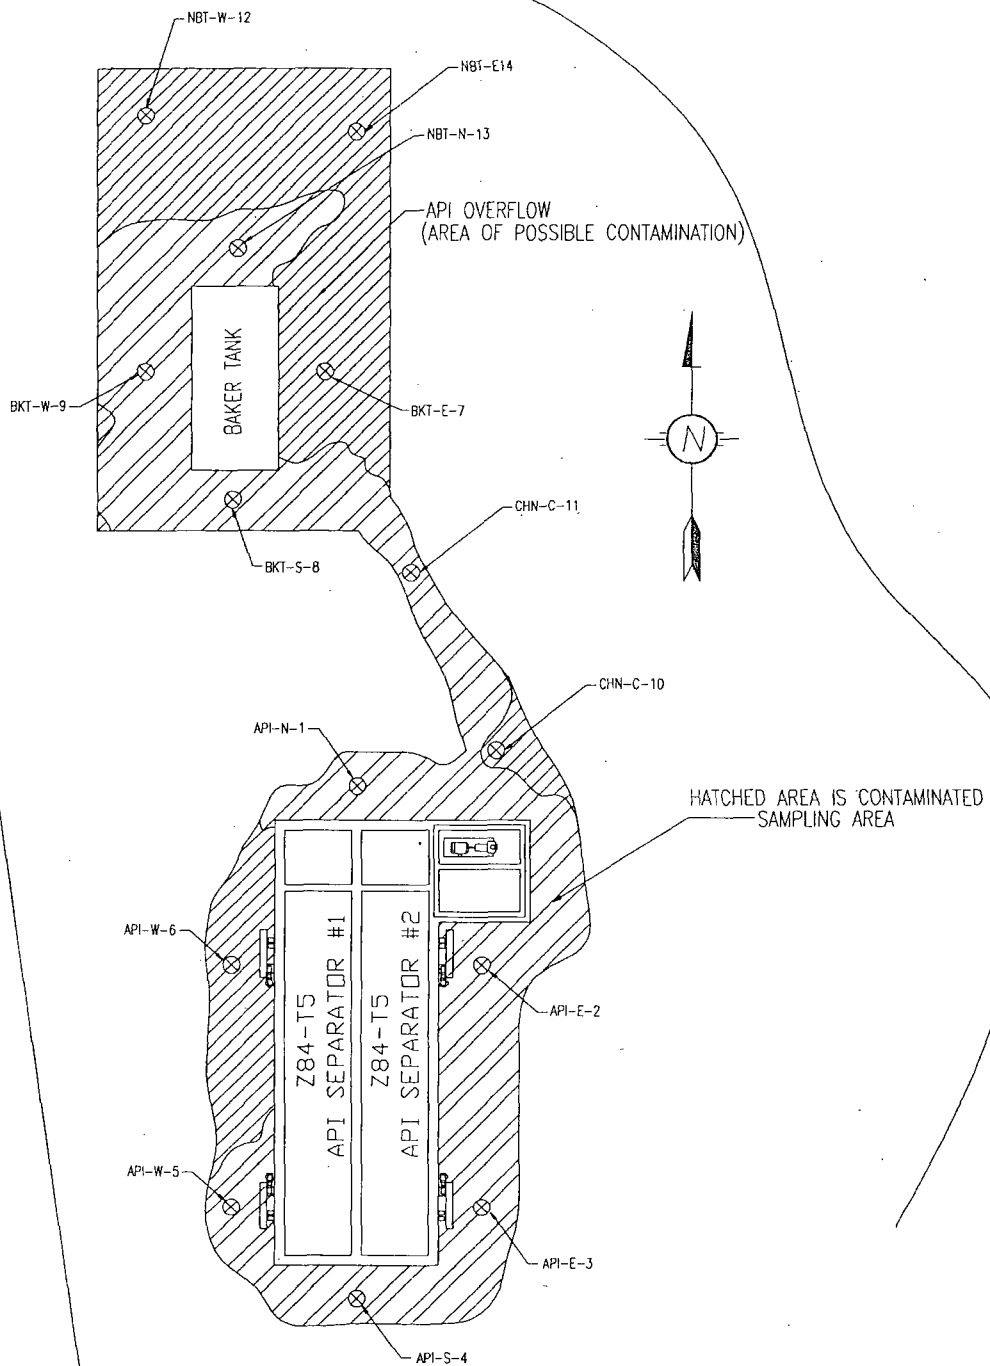 NBT-W-12
NBT-E14
NBT-N-13
API OVERFLOW
(AREA OF POSSIBLE CONTAMINATION)
BAKER TANK
BKT-W-9
BKT-E-7
N
CHN-C-11
BKT-S-8
CHN-C-10
API-N-1
HATCHED AREA IS CONTAMINATED
SAMPLING AREA
API-W-6
Z84-T5
API SEPARATOR #1
Z84-T5
API SEPARATOR #2
API-E-2
API-W-5
API-E-3
API-S-4